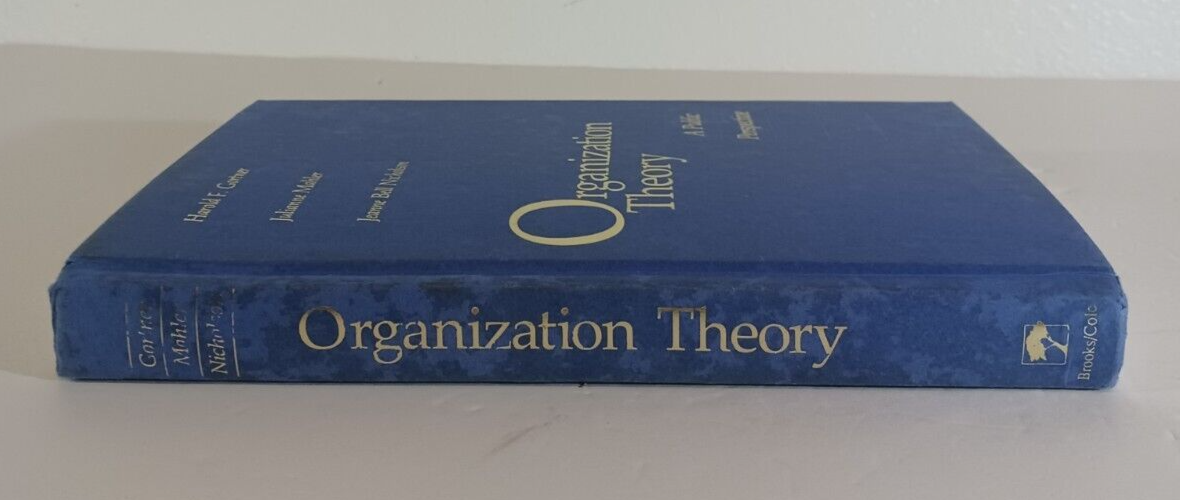 Harold F. Gortner
Julianne Mahler
Jeanne Bell Nicholson
Organization
Theory
A Public
Perspective
Gortner
Mahler
Nicholson
Organization Theory
Brooks/Cole